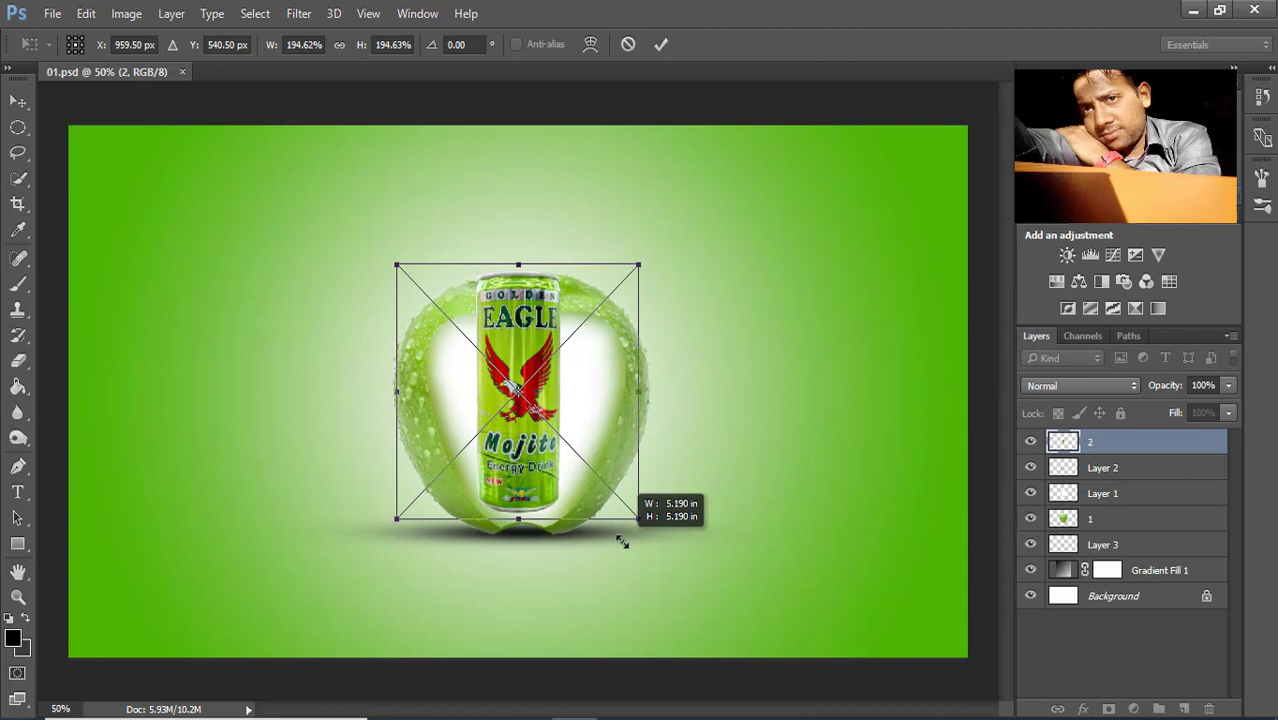 Ps File Edit Image Layer Type Select Filter 3D View Window Help
X: 959.50 px Y: 540.50 px W: 194.62% H: 194.63% 0.00 ° Anti-alias Essentials
01.psd @ 50% (2, RGB/8) ×
GOLDEN
EAGLE
Mojito
Energy Drink
NEW
W : 5.190 in
H : 5.190 in
Add an adjustment
Layers Channels Paths
Kind
Normal Opacity: 100%
Lock: Fill: 100%
2
Layer 2
Layer 1
1
Layer 3
Gradient Fill 1
Background
50% Doc: 5.93M/10.2M